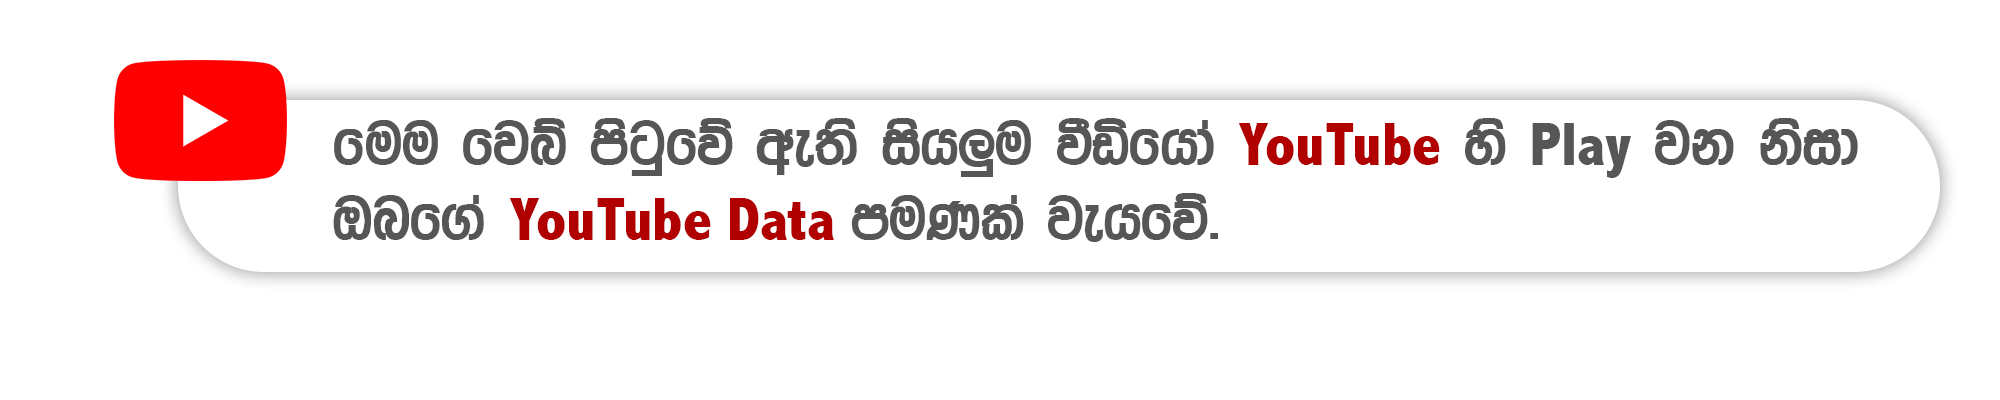 මෙම වෙබ් පිටුවේ ඇති සියලුම වීඩියෝ YouTube හි Play වන නිසා
ඔබගේ YouTube Data පමණක් වැයවේ.